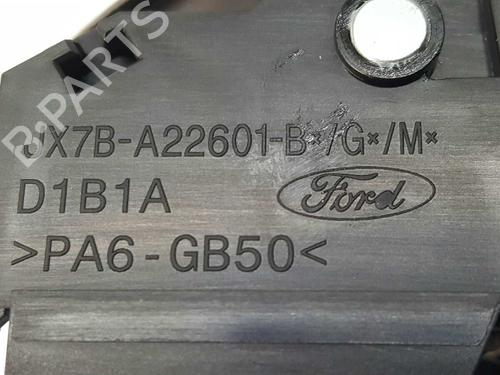 JX7B-A22601-B*/G*/M*
D1B1A
Ford
>PA6-GB50<
B-PARTS